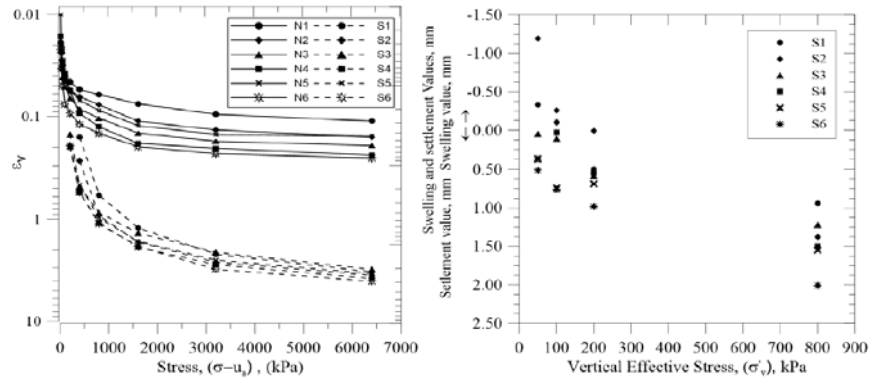 0.01
0.1
1
10
εv
0 1000 2000 3000 4000 5000 6000 7000
Stress, (σ−us) , (kPa)
N1 S1
N2 S2
N3 S3
N4 S4
N5 S5
N6 S6
-1.50
-1.00
-0.50
0.00
0.50
1.00
1.50
2.00
2.50
Swelling and settlement Values, mm
Settlement value, mm Swelling value, mm
0 100 200 300 400 500 600 700 800 900
Vertical Effective Stress, (σ'v), kPa
S1
S2
S3
S4
S5
S6